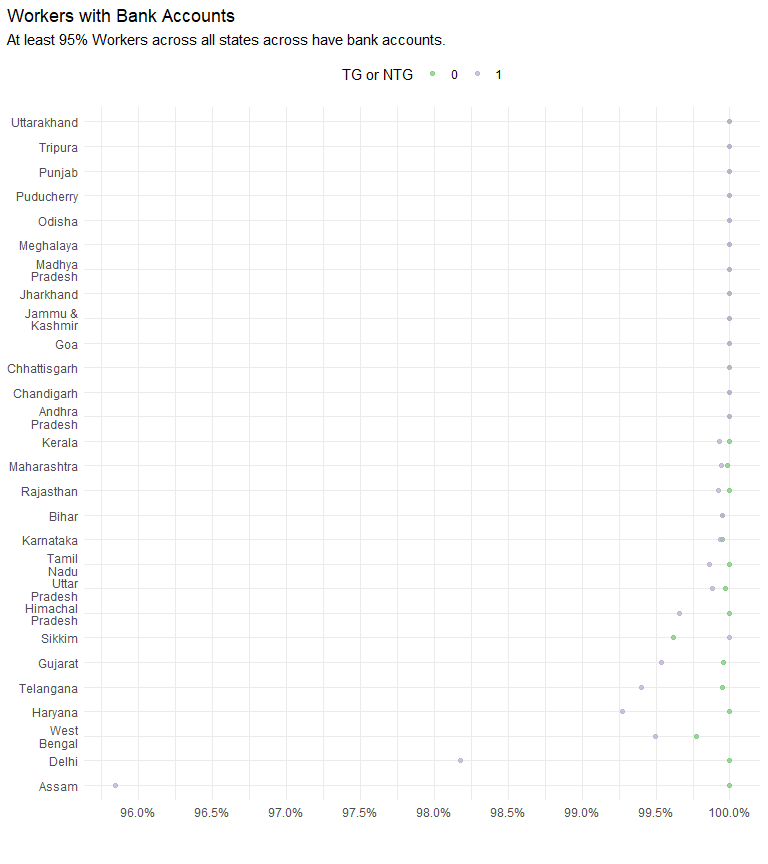 Workers with Bank Accounts
At least 95% Workers across all states across have bank accounts.
TG or NTG 0 1
Uttarakhand
Tripura
Punjab
Puducherry
Odisha
Meghalaya
Madhya
Pradesh
Jharkhand
Jammu &
Kashmir
Goa
Chhattisgarh
Chandigarh
Andhra
Pradesh
Kerala
Maharashtra
Rajasthan
Bihar
Karnataka
Tamil
Nadu
Uttar
Pradesh
Himachal
Pradesh
Sikkim
Gujarat
Telangana
Haryana
West
Bengal
Delhi
Assam
96.0% 96.5% 97.0% 97.5% 98.0% 98.5% 99.0% 99.5% 100.0%